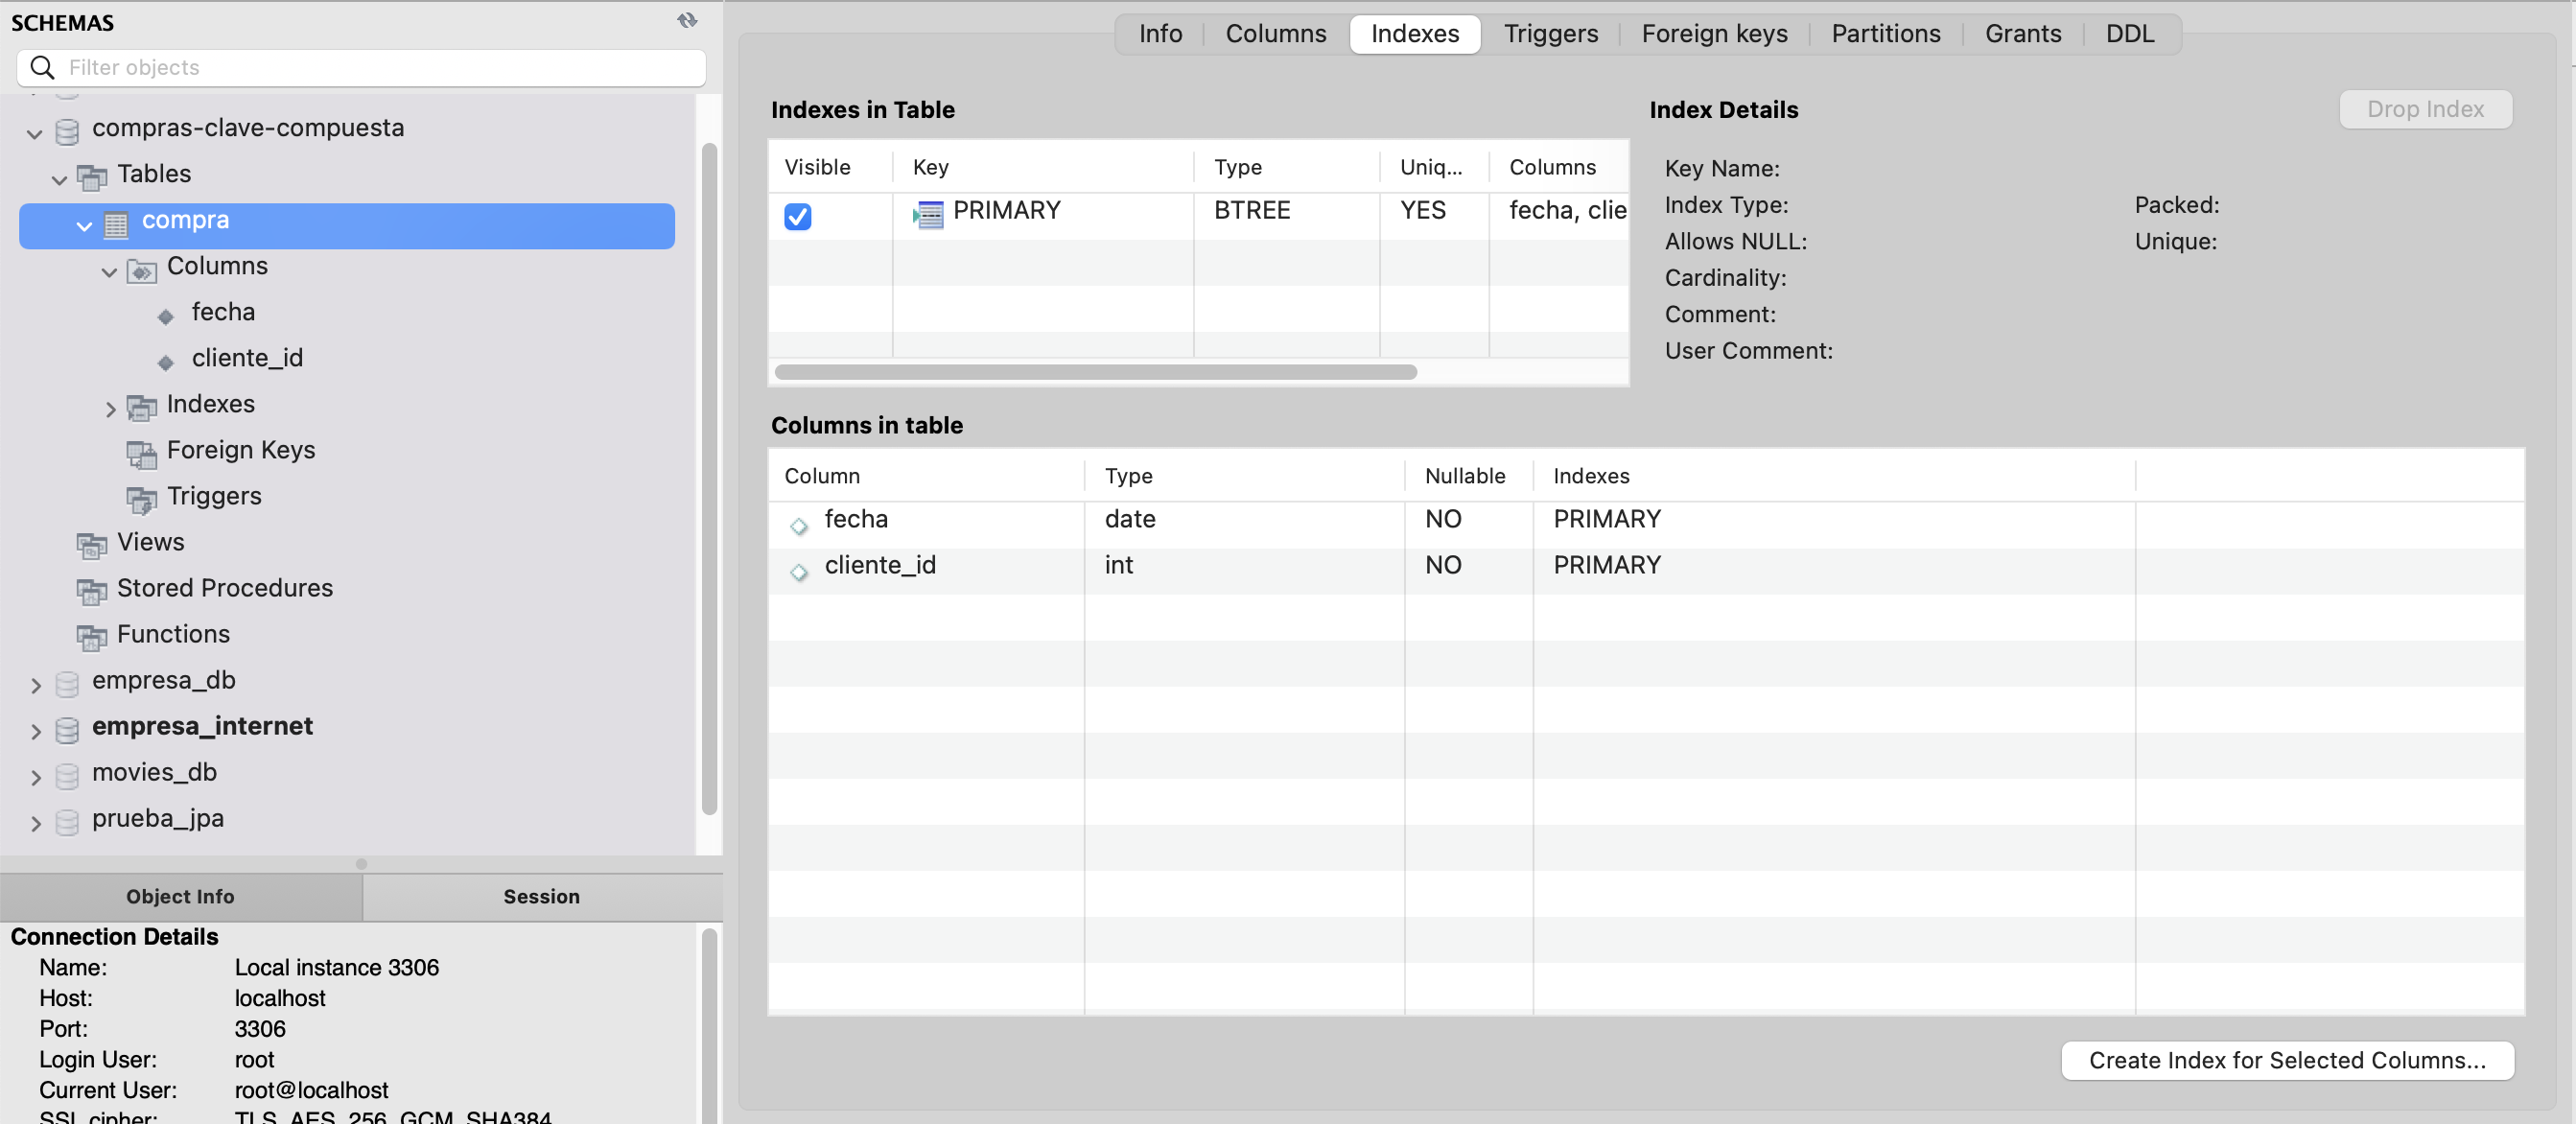 SCHEMAS
Filter objects
compras-clave-compuesta
Tables
compra
Columns
fecha
cliente_id
Indexes
Foreign Keys
Triggers
Views
Stored Procedures
Functions
empresa_db
empresa_internet
movies_db
prueba_jpa
Object Info Session
Connection Details
Name: Local instance 3306
Host: localhost
Port: 3306
Login User: root
Current User: root@localhost
SSL cipher: TLS_AES_256_GCM_SHA384
Info Columns Indexes Triggers Foreign keys Partitions Grants DDL
Indexes in Table
Visible Key Type Uniq... Columns
PRIMARY BTREE YES fecha, clie
Index Details
Drop Index
Key Name:
Index Type: Packed:
Allows NULL: Unique:
Cardinality:
Comment:
User Comment:
Columns in table
Column Type Nullable Indexes
fecha date NO PRIMARY
cliente_id int NO PRIMARY
Create Index for Selected Columns...